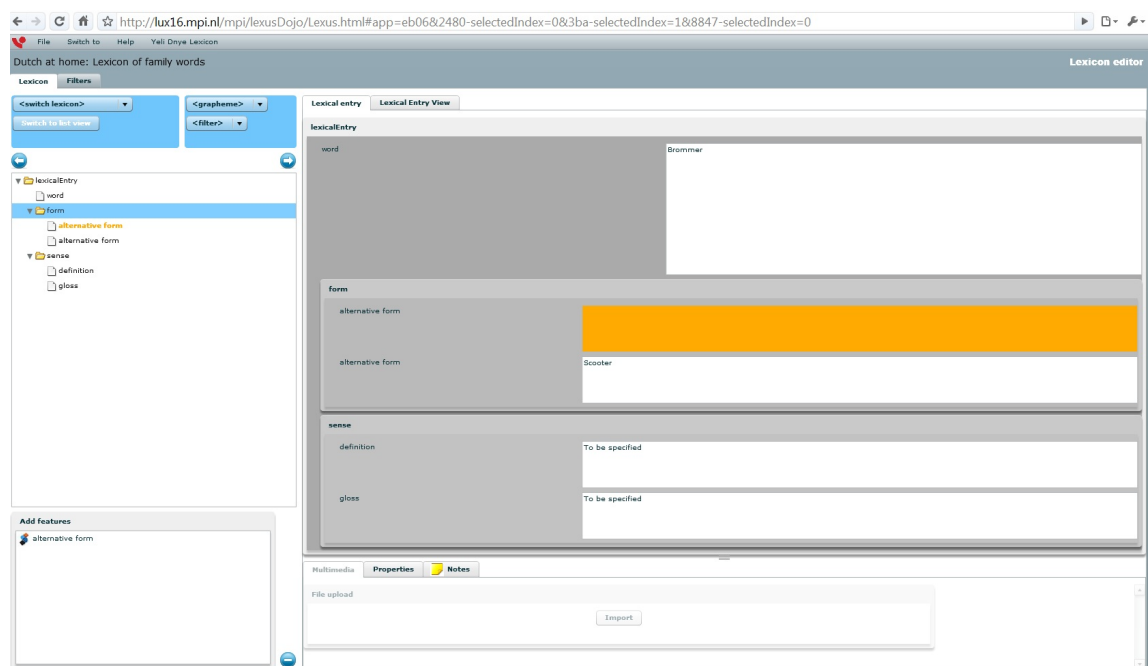 http://lux16.mpi.nl/mpi/lexusDojo/Lexus.html#app=eb06&2480-selectedIndex=0&3ba-selectedIndex=1&8847-selectedIndex=0
File Switch to Help Yeli Dnye Lexicon
Dutch at home: Lexicon of family words Lexicon editor
Lexicon Filters
<switch lexicon> <grapheme>
Switch to list view <filter>
lexicalEntry
word
form
alternative form
alternative form
sense
definition
gloss
Add features
alternative form
Lexical entry Lexical Entry View
lexicalEntry
word Brommer
form
alternative form
alternative form Scooter
sense
definition To be specified
gloss To be specified
Multimedia Properties Notes
File upload
Import